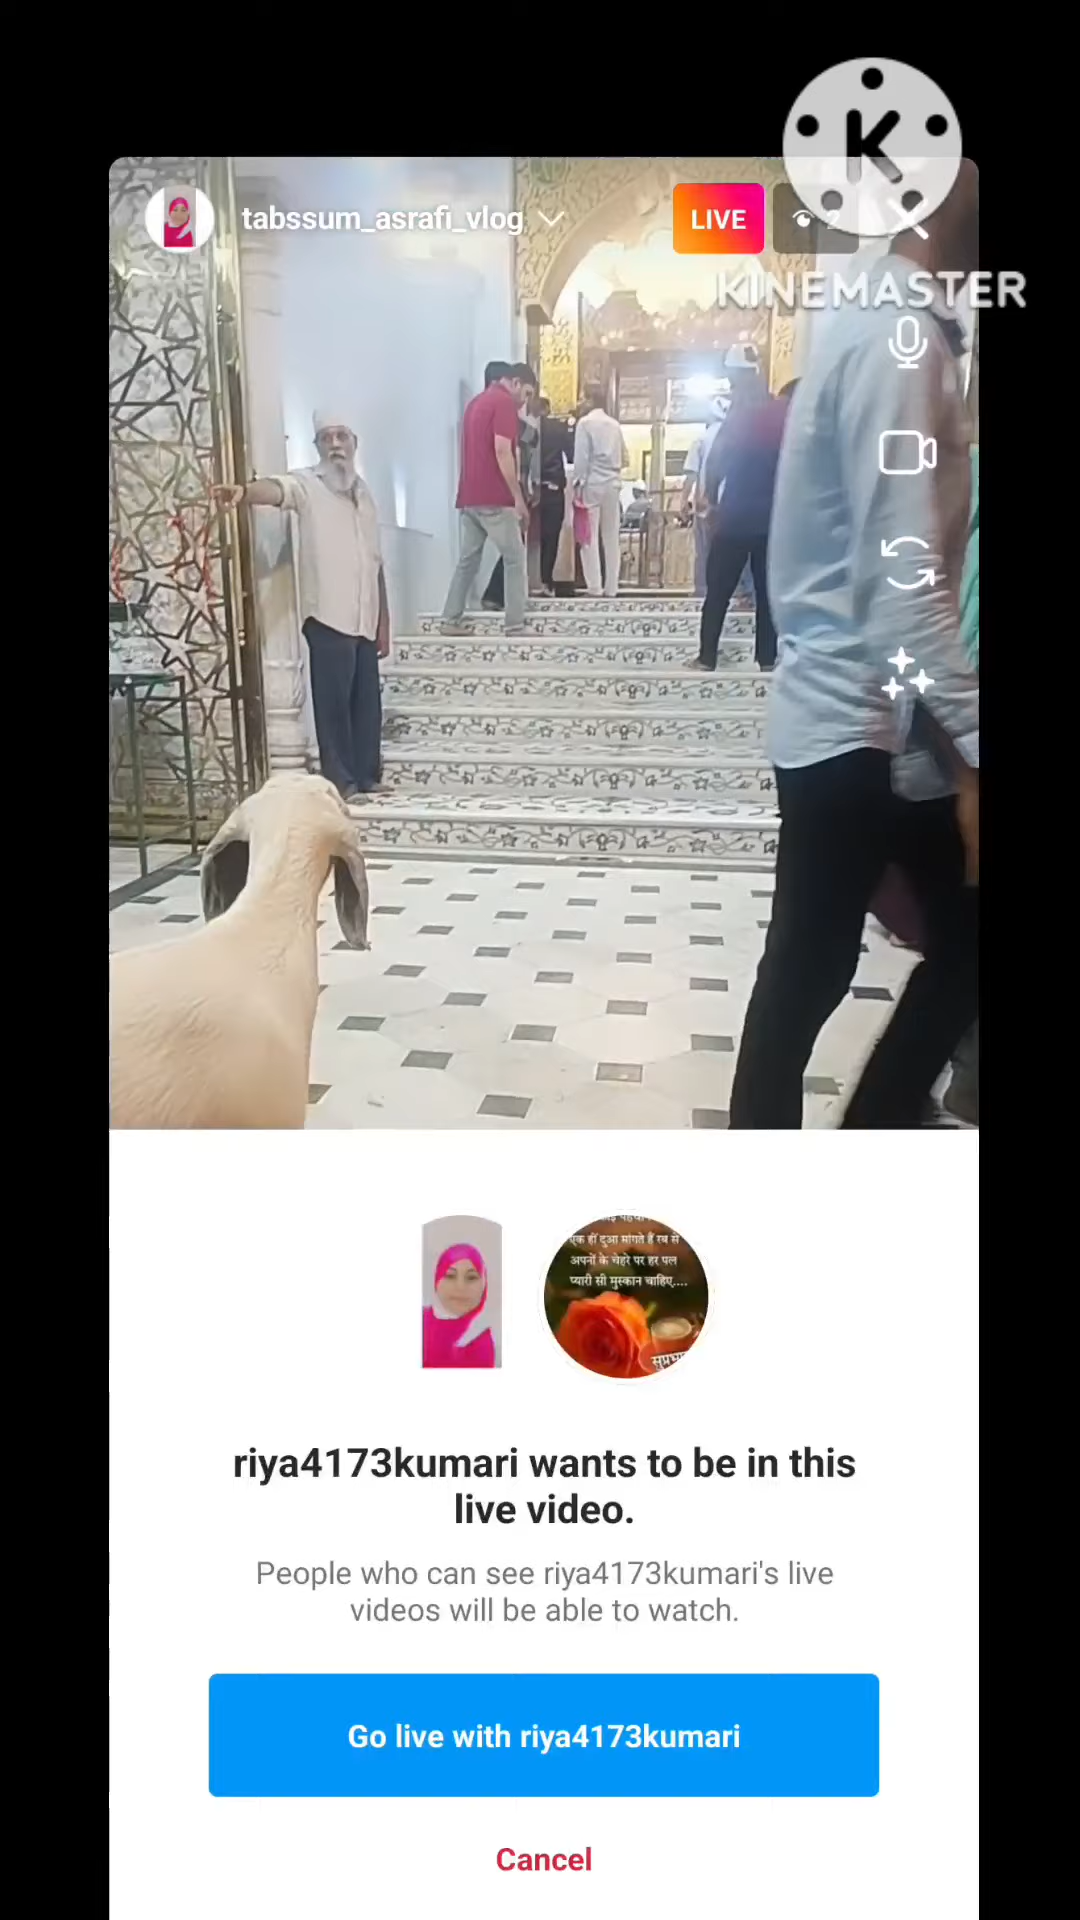 tabssum_asrafi_vlog
LIVE
2
K
KINEMASTER
एक हीं दुआ मांगते हैं रब से
अपनों के चेहरे पर हर पल
प्यारी सी मुस्कान चाहिए....
riya4173kumari wants to be in this
live video.
People who can see riya4173kumari's live
videos will be able to watch.
Go live with riya4173kumari
Cancel